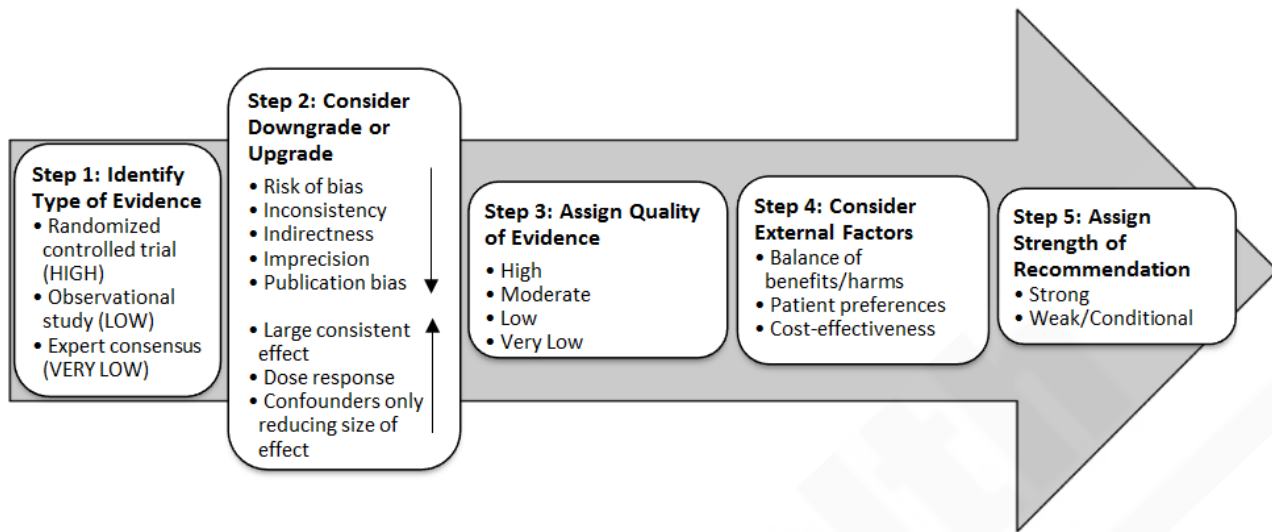 Step 1: Identify
Type of Evidence
• Randomized
controlled trial
(HIGH)
• Observational
study (LOW)
• Expert consensus
(VERY LOW)
Step 2: Consider
Downgrade or
Upgrade
• Risk of bias
• Inconsistency
• Indirectness
• Imprecision
• Publication bias
• Large consistent
effect
• Dose response
• Confounders only
reducing size of
effect
Step 3: Assign Quality
of Evidence
• High
• Moderate
• Low
• Very Low
Step 4: Consider
External Factors
• Balance of
benefits/harms
• Patient preferences
• Cost-effectiveness
Step 5: Assign
Strength of
Recommendation
• Strong
• Weak/Conditional